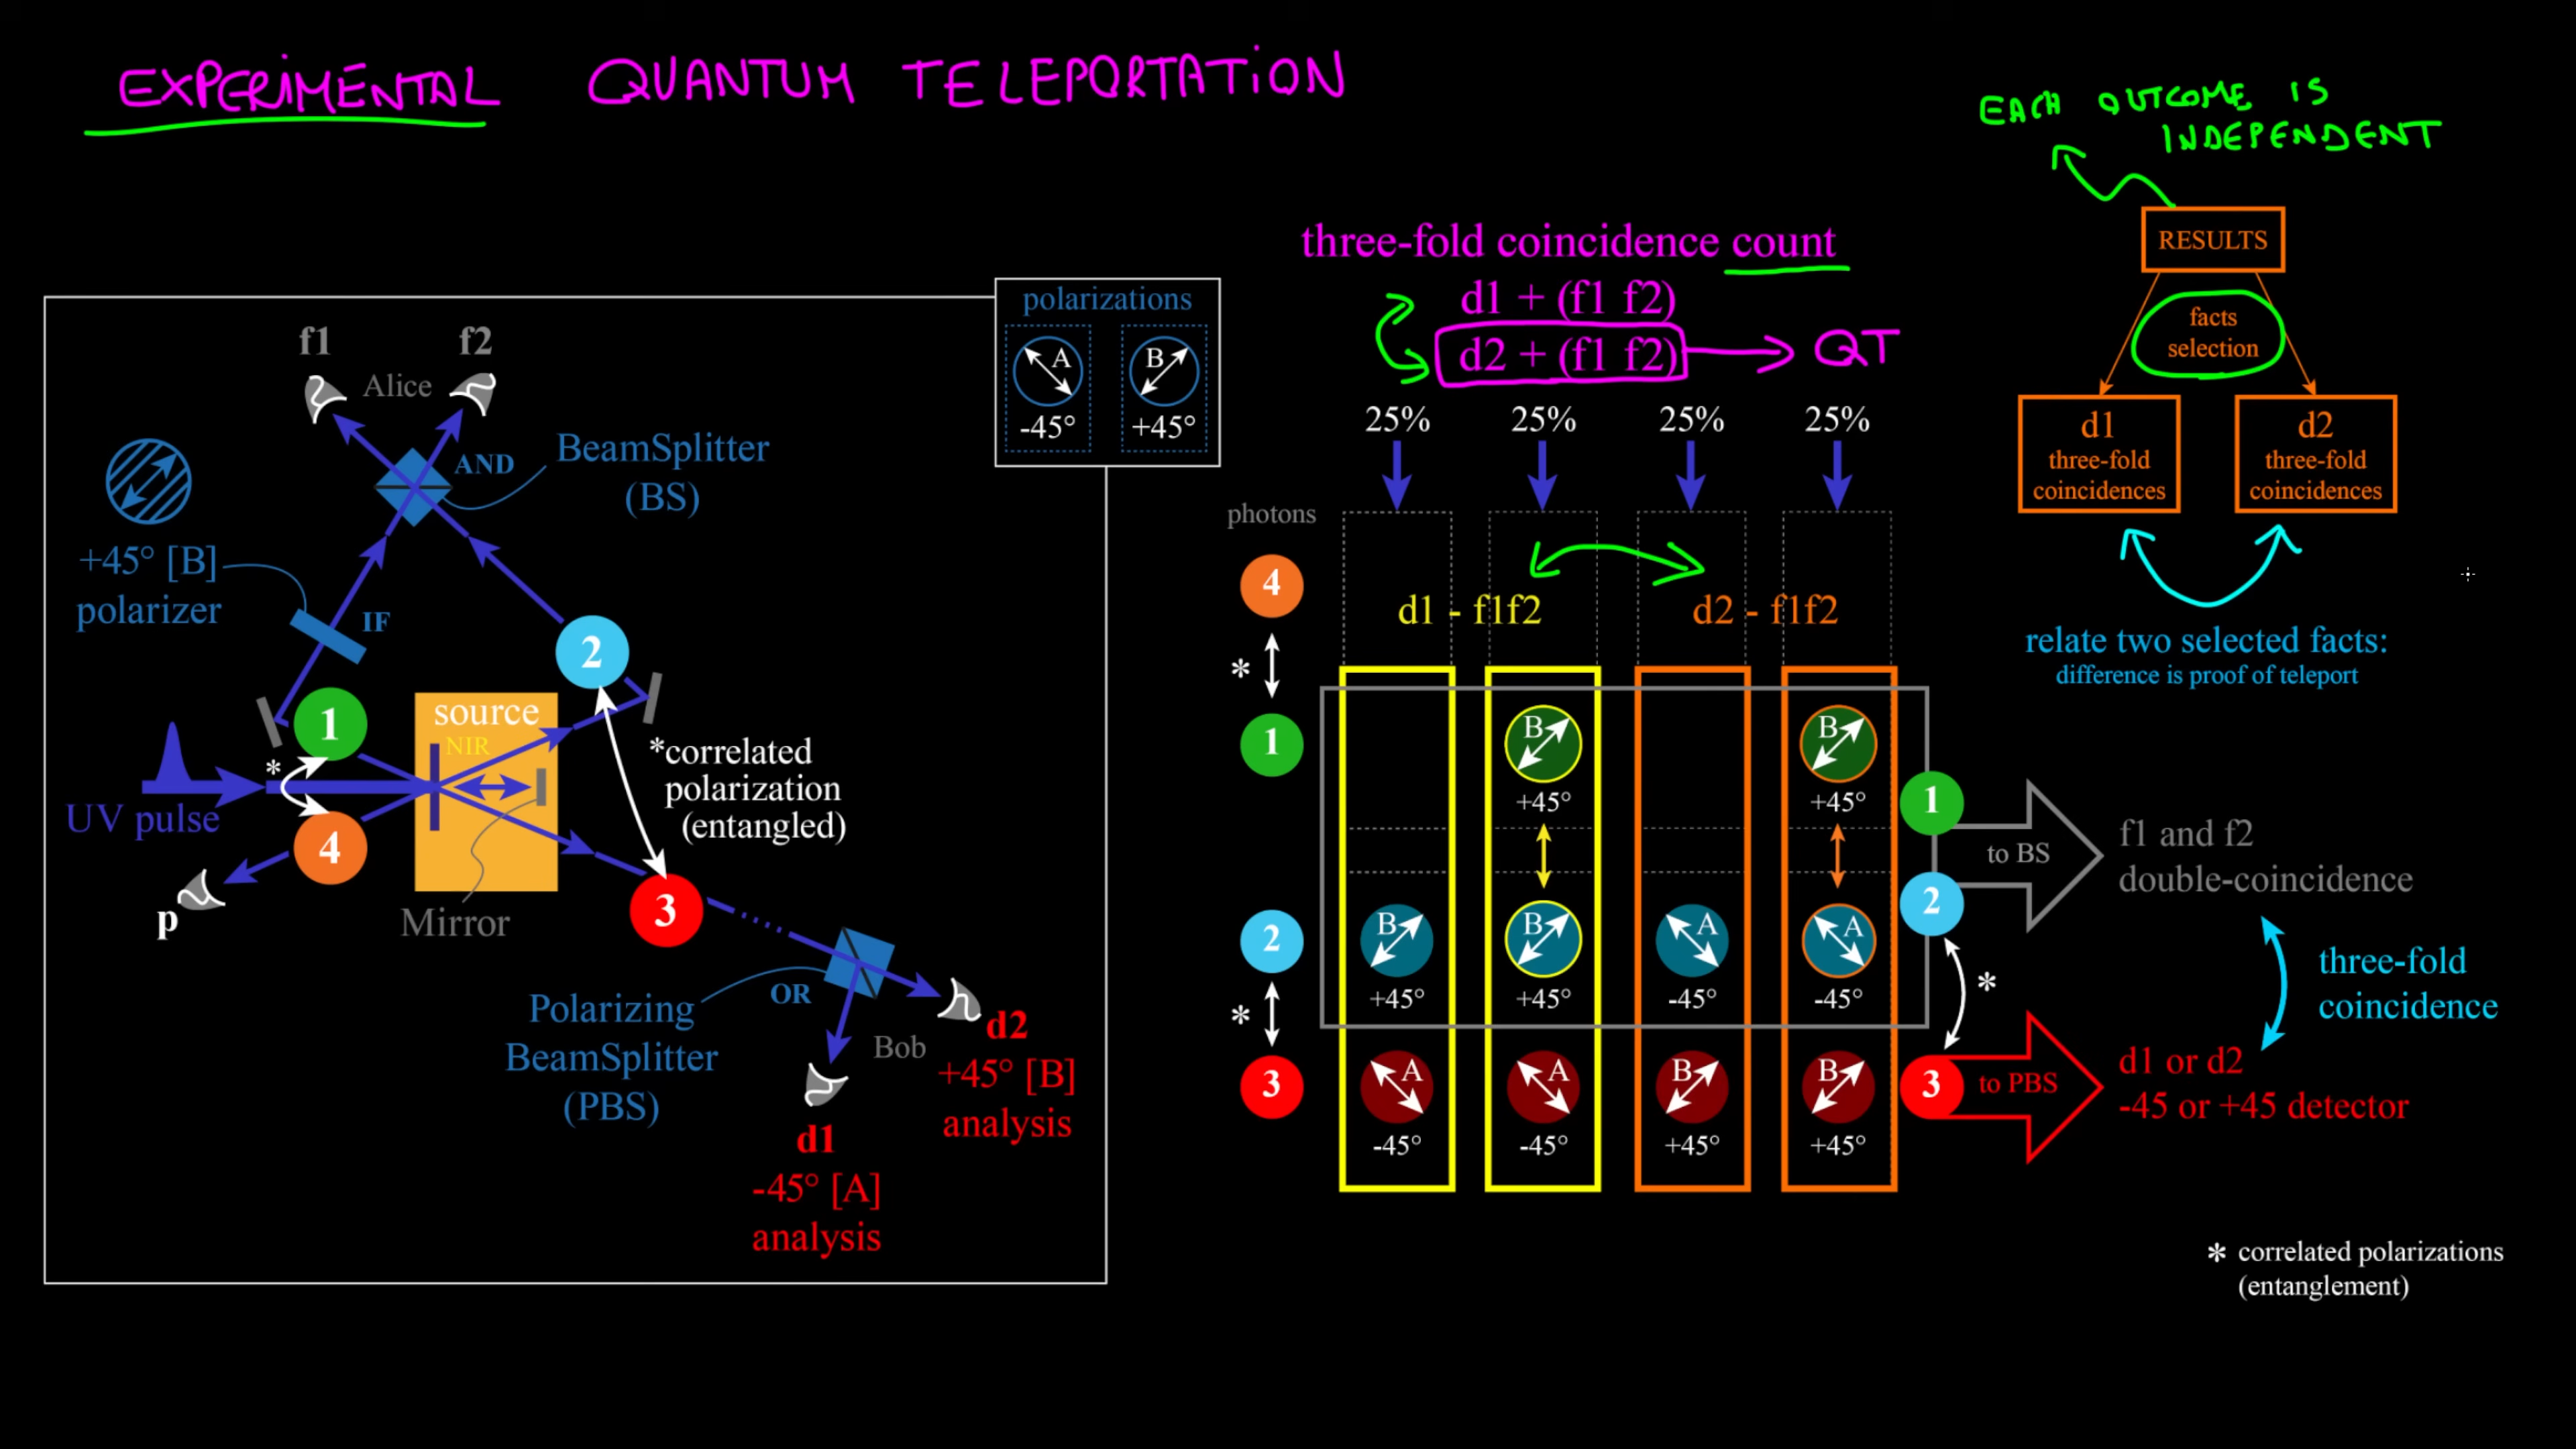 EXPERIMENTAL QUANTUM TELEPORTATION
EACH OUTCOME IS
INDEPENDENT
polarizations
A
B
-45°
+45°
f1
f2
Alice
AND
BeamSplitter
(BS)
+45° [B]
polarizer
IF
2
1
source
NIR
*
UV pulse
4
p
Mirror
*correlated
polarization
(entangled)
3
Polarizing
BeamSplitter
(PBS)
OR
Bob
d2
+45° [B]
analysis
d1
-45° [A]
analysis
three-fold coincidence count
d1 + (f1 f2)
d2 + (f1 f2)
QT
25% 25% 25% 25%
photons
4
d1 - f1f2
d2 - f1f2
*
1
B
B
+45°
+45°
2
B
B
A
A
+45° +45° -45° -45°
*
3
A
A
B
B
-45° -45° +45° +45°
RESULTS
facts
selection
d1
three-fold
coincidences
d2
three-fold
coincidences
relate two selected facts:
difference is proof of teleport
1
to BS
2
f1 and f2
double-coincidence
*
three-fold
coincidence
3
to PBS
d1 or d2
-45 or +45 detector
* correlated polarizations
(entanglement)